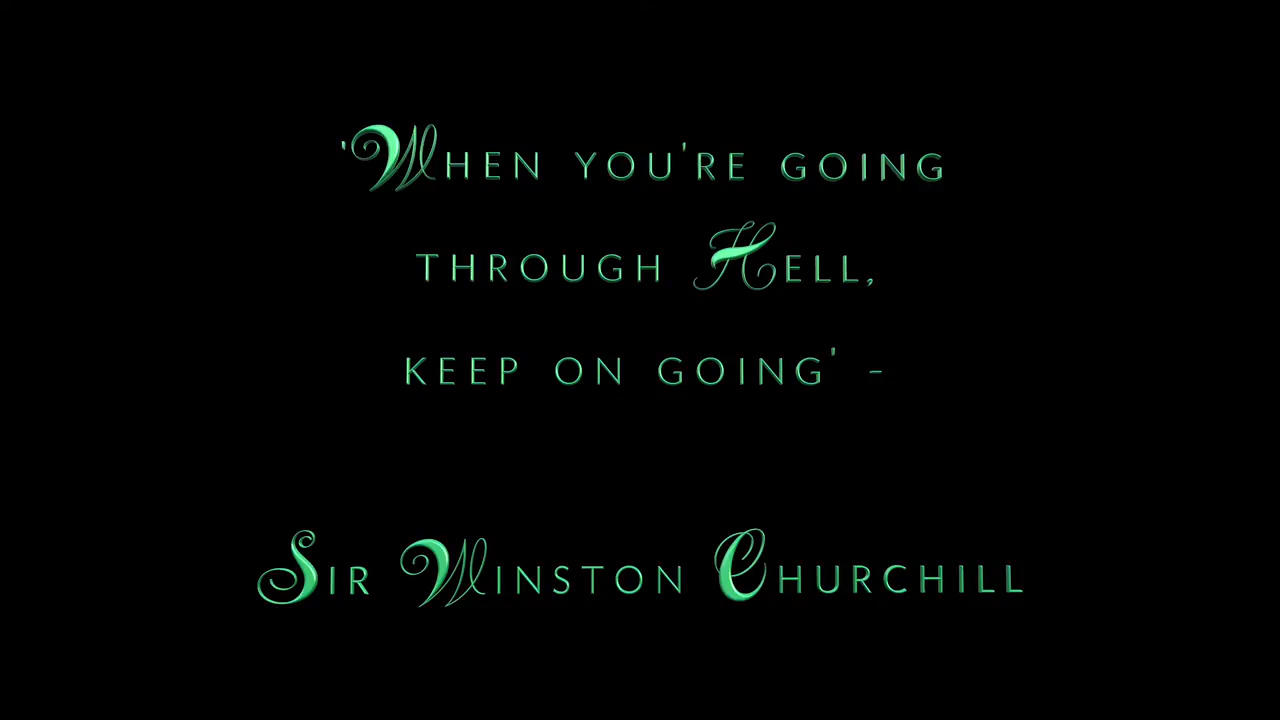 'When you're going
through Hell,
keep on going' -
Sir Winston Churchill